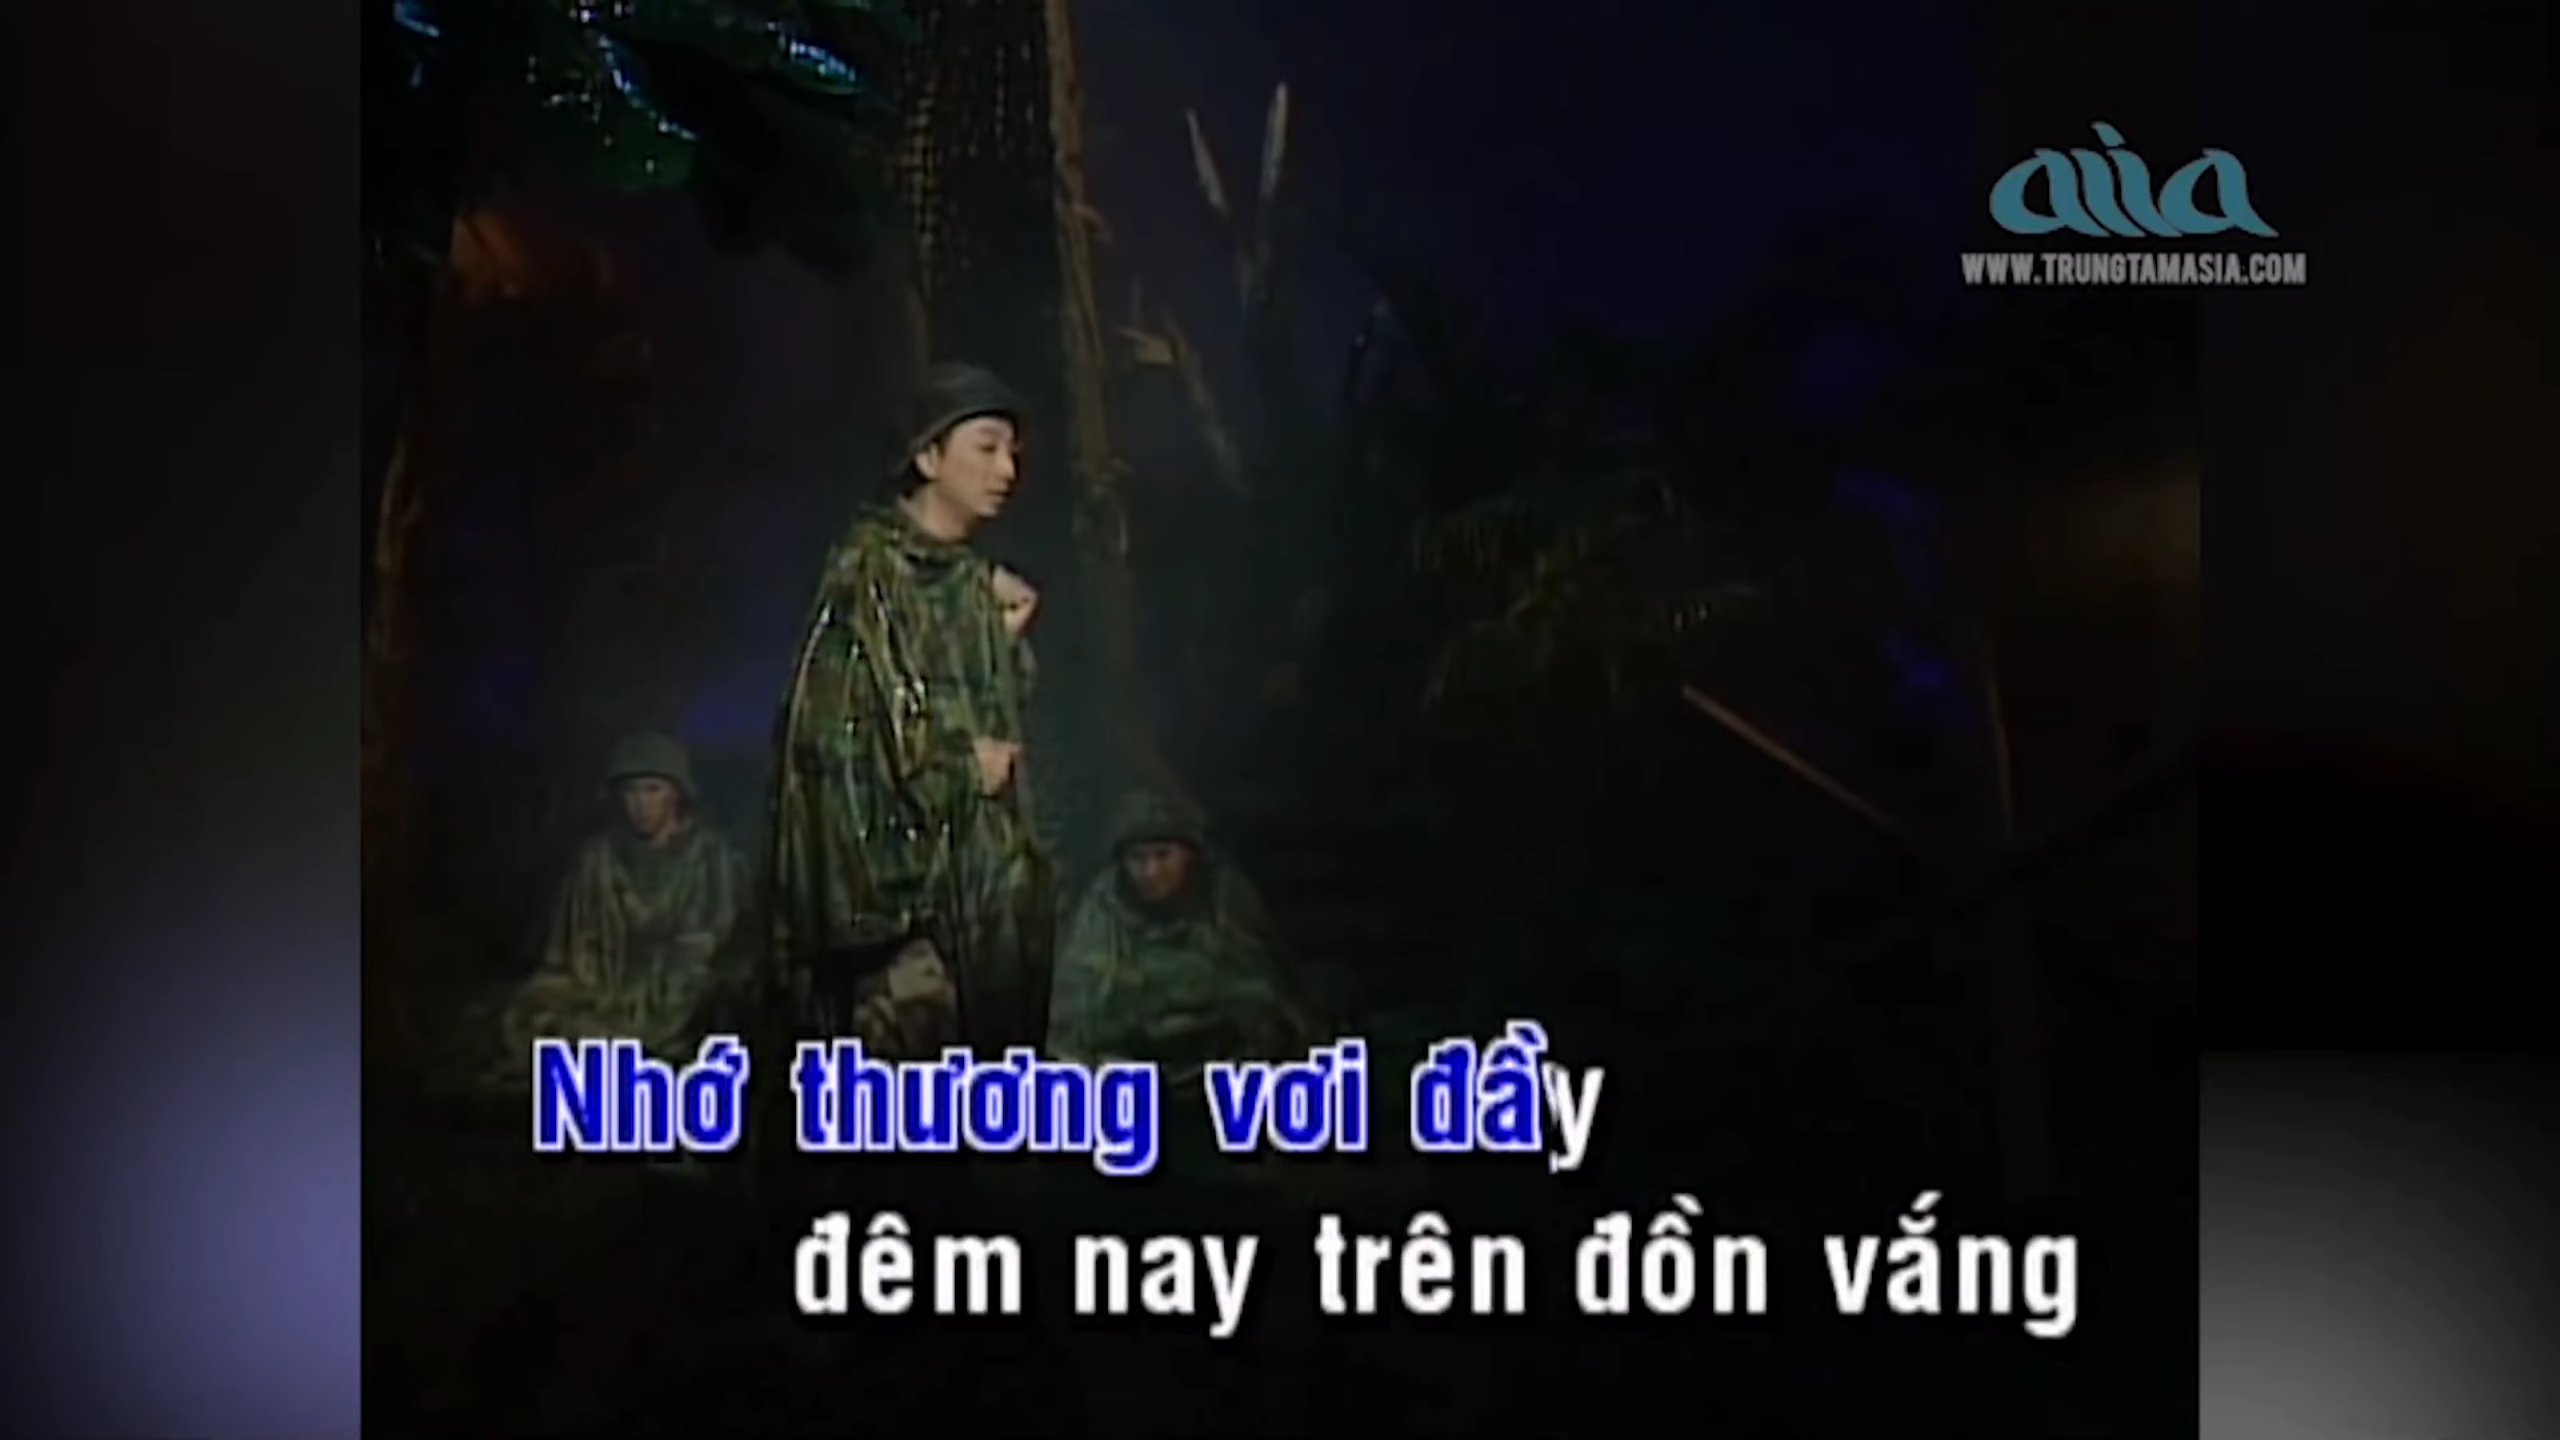 asia
WWW.TRUNGTAMASIA.COM
Nhớ thương vơi đầy
đêm nay trên đồn vắng